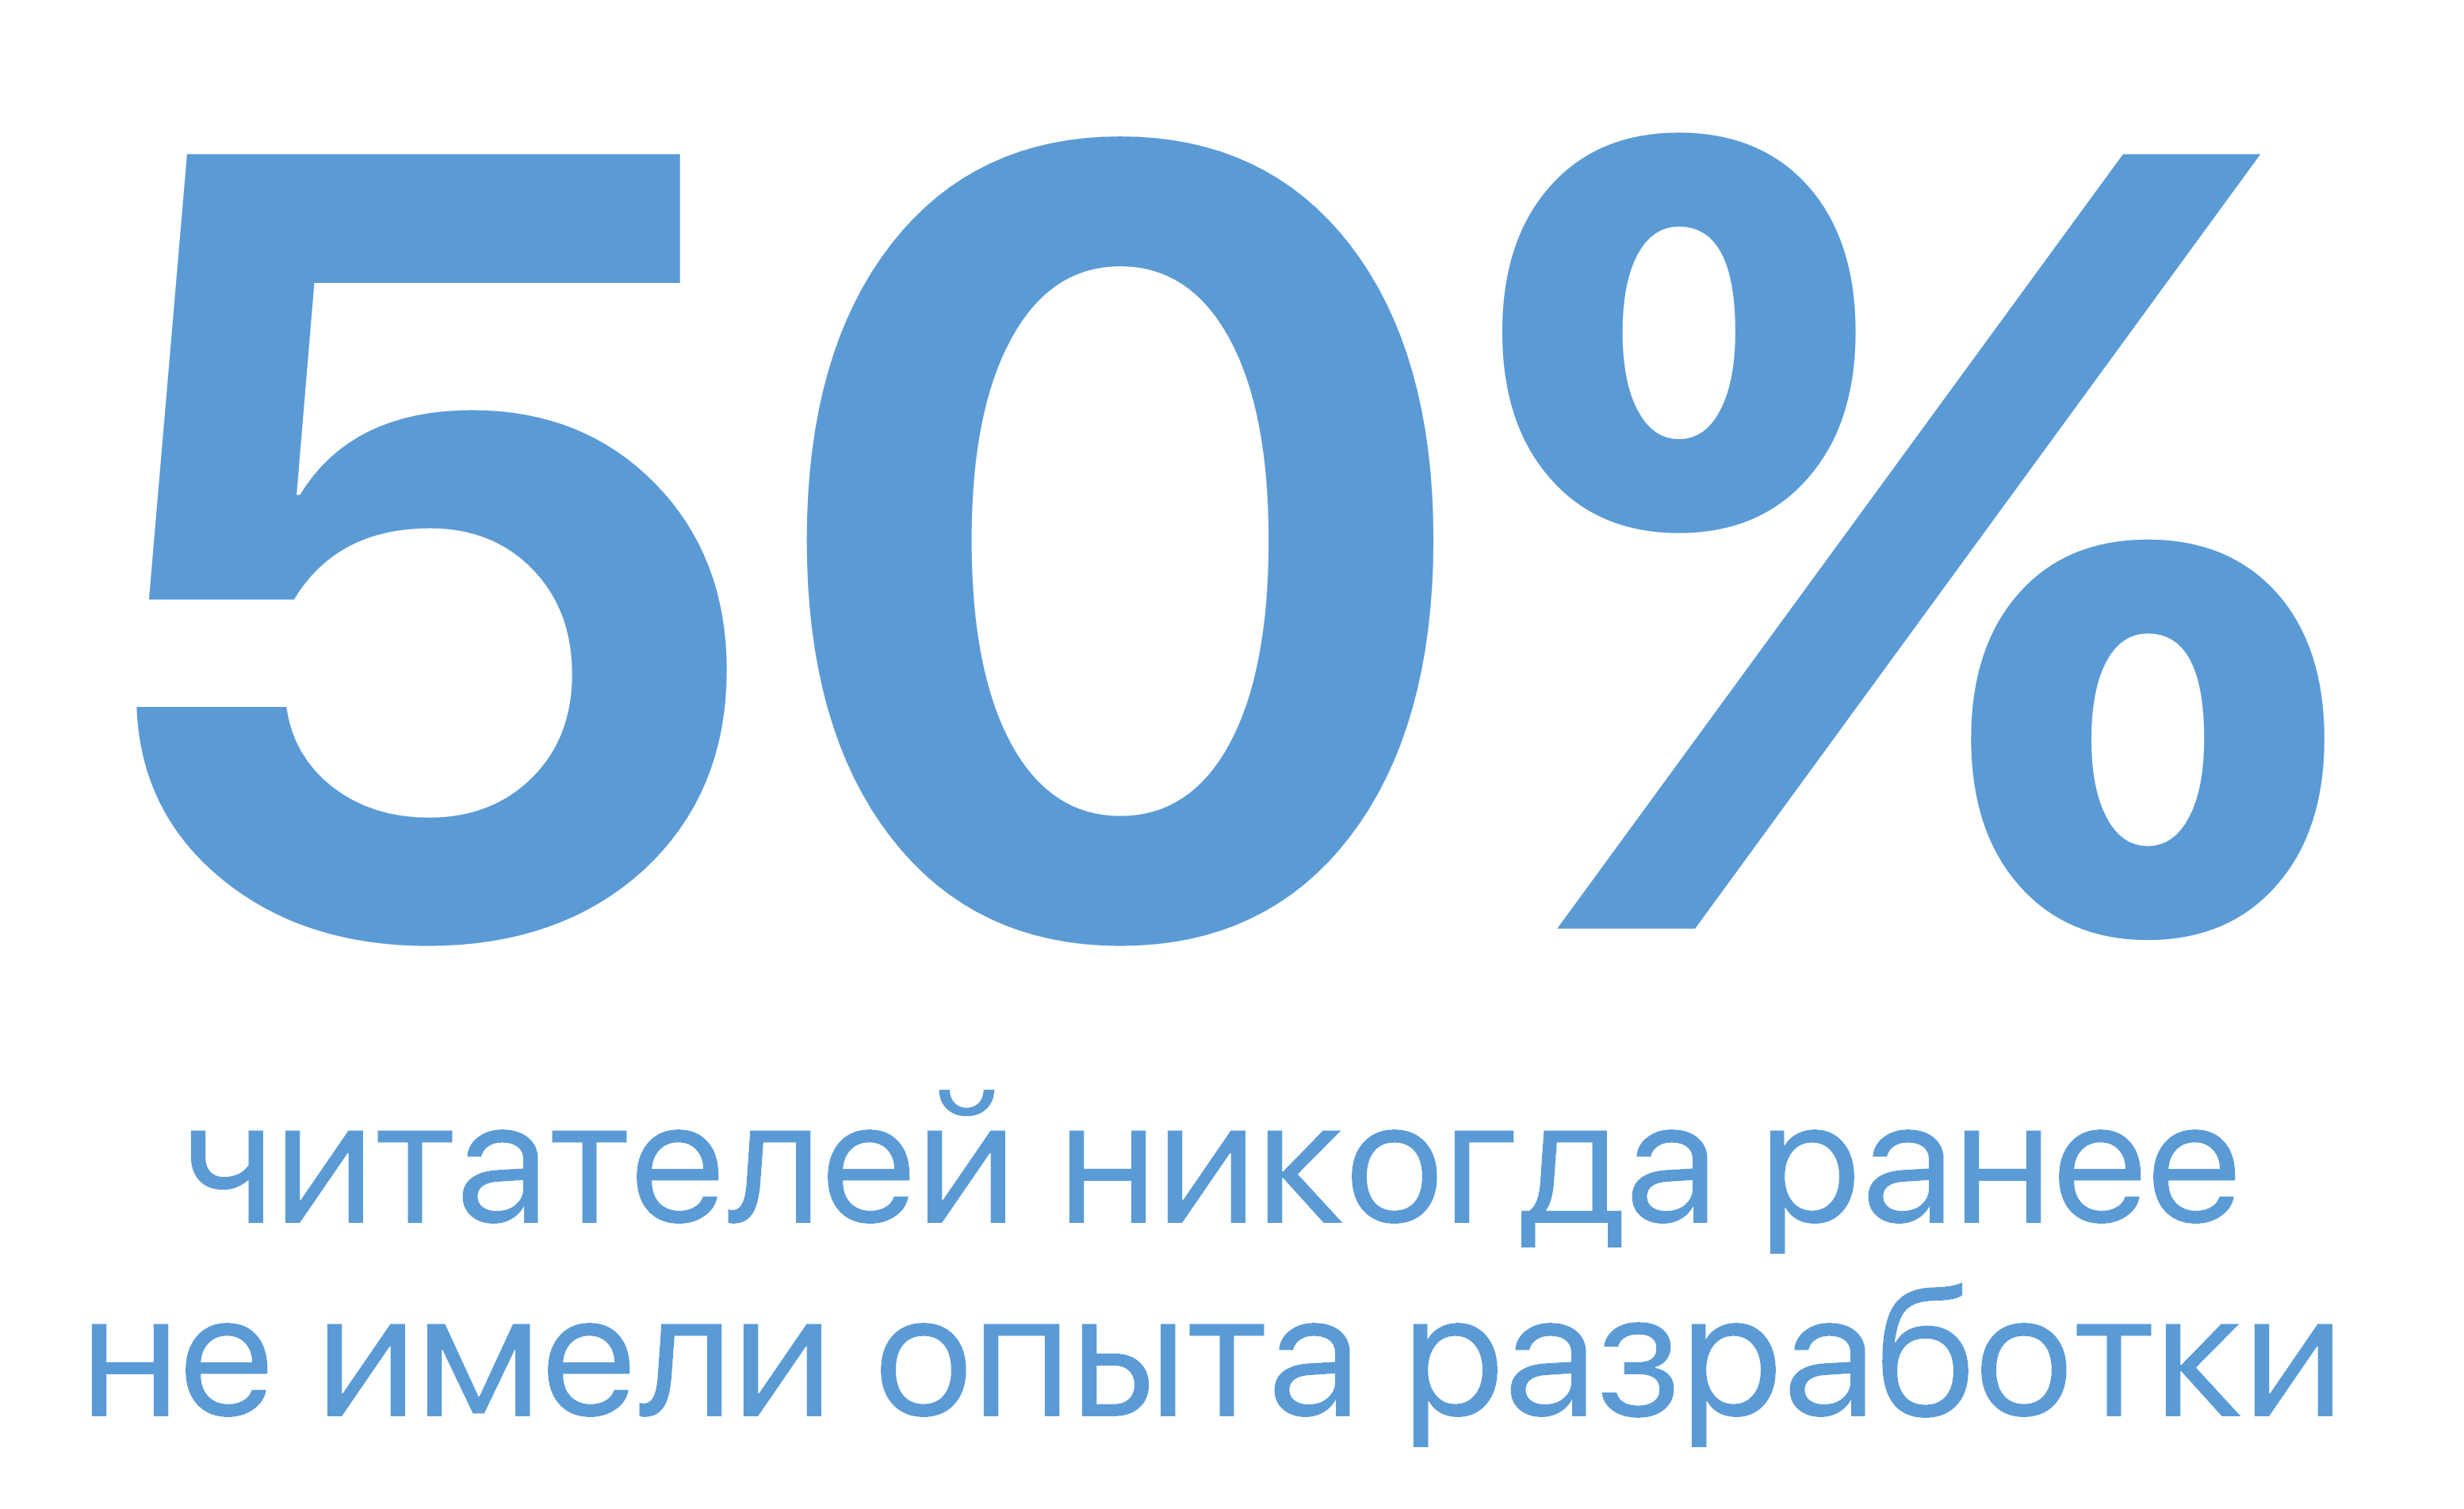 50%
читателей никогда ранее
не имели опыта разработки